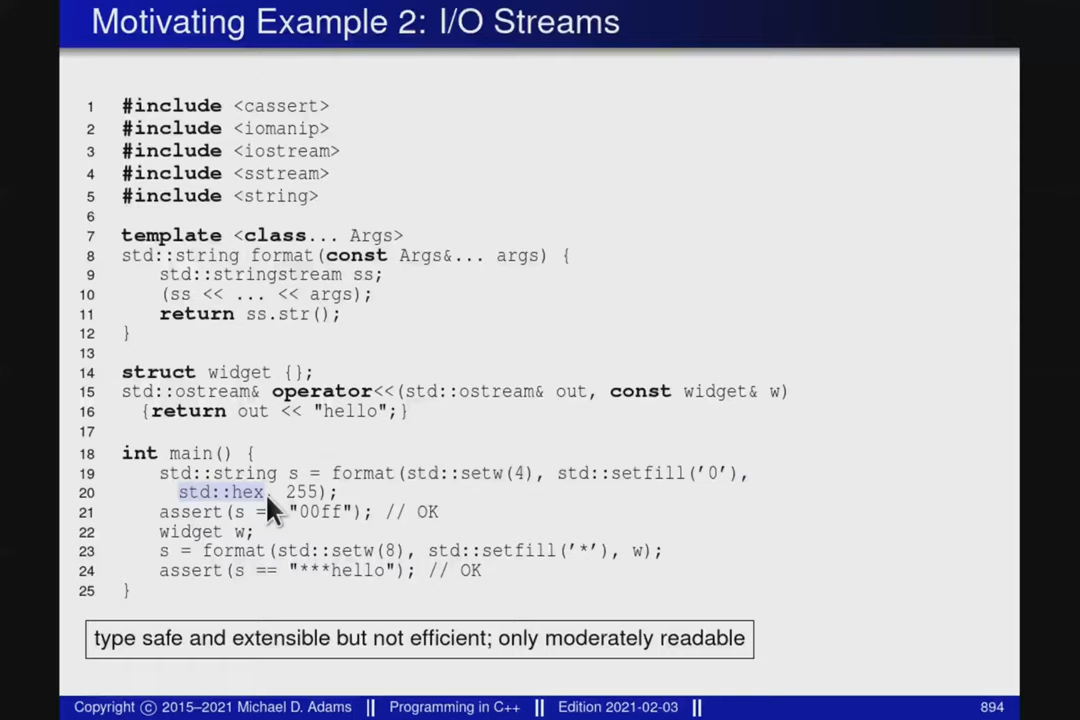 Motivating Example 2: I/O Streams
1 #include <cassert>
2 #include <iomanip>
3 #include <iostream>
4 #include <sstream>
5 #include <string>
6
7 template <class... Args>
8 std::string format(const Args&... args) {
9 std::stringstream ss;
10 (ss << ... << args);
11 return ss.str();
12 }
13
14 struct widget {};
15 std::ostream& operator<<(std::ostream& out, const widget& w)
16 {return out << "hello";}
17
18 int main() {
19 std::string s = format(std::setw(4), std::setfill('0'),
20 std::hex, 255);
21 assert(s == "00ff"); // OK
22 widget w;
23 s = format(std::setw(8), std::setfill('*'), w);
24 assert(s == "***hello"); // OK
25 }
type safe and extensible but not efficient; only moderately readable
Copyright © 2015–2021 Michael D. Adams || Programming in C++ || Edition 2021-02-03 || 894